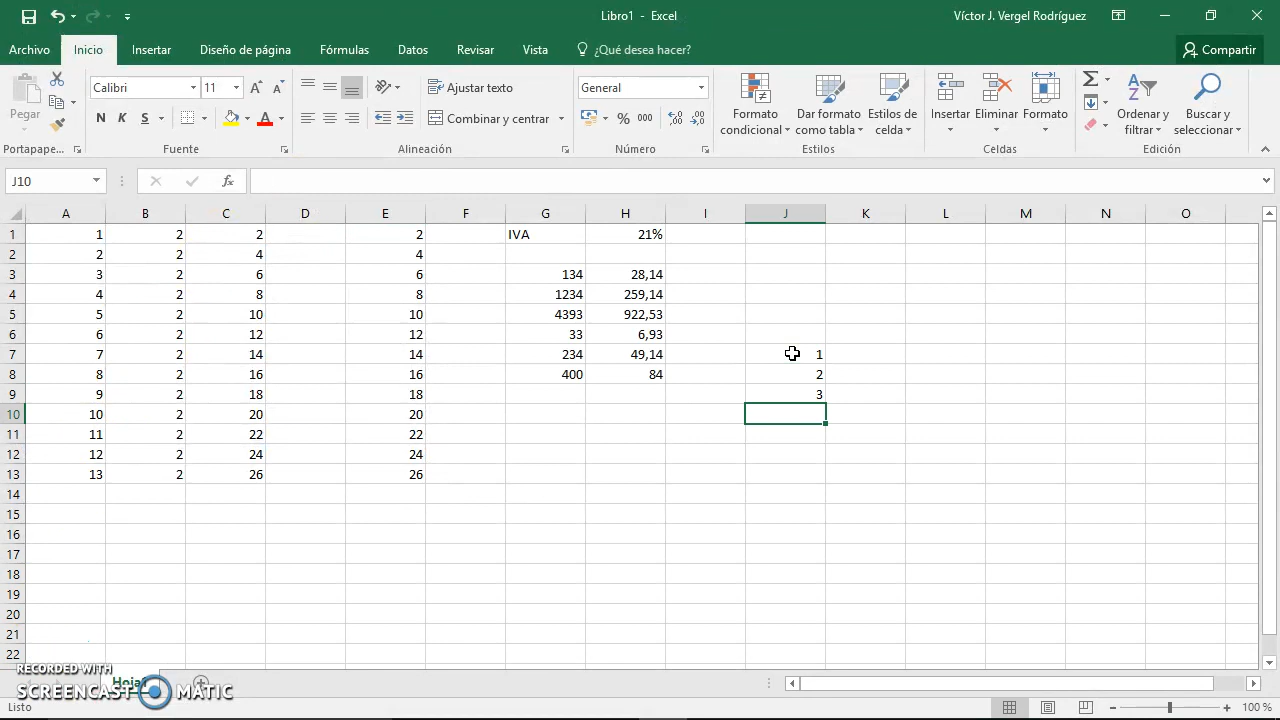 Libro1 - Excel
Víctor J. Vergel Rodríguez
Archivo Inicio Insertar Diseño de página Fórmulas Datos Revisar Vista ¿Qué desea hacer? Compartir
Pegar
Calibri 11
N K S
Ajustar texto
Combinar y centrar
General
% 000
Formato condicional
Dar formato como tabla
Estilos de celda
Insertar Eliminar Formato
Ordenar y filtrar
Buscar y seleccionar
Portapape... Fuente Alineación Número Estilos Celdas Edición
J10 fx
A B C D E F G H I J K L M N O
1 1 2 2 2 IVA 21%
2 2 2 4 4
3 3 2 6 6 134 28,14
4 4 2 8 8 1234 259,14
5 5 2 10 10 4393 922,53
6 6 2 12 12 33 6,93
7 7 2 14 14 234 49,14 1
8 8 2 16 16 400 84 2
9 9 2 18 18 3
10 10 2 20 20
11 11 2 22 22
12 12 2 24 24
13 13 2 26 26
14
15
16
17
18
19
20
21
22
RECORDED WITH
SCREENCAST MATIC
Listo 100 %